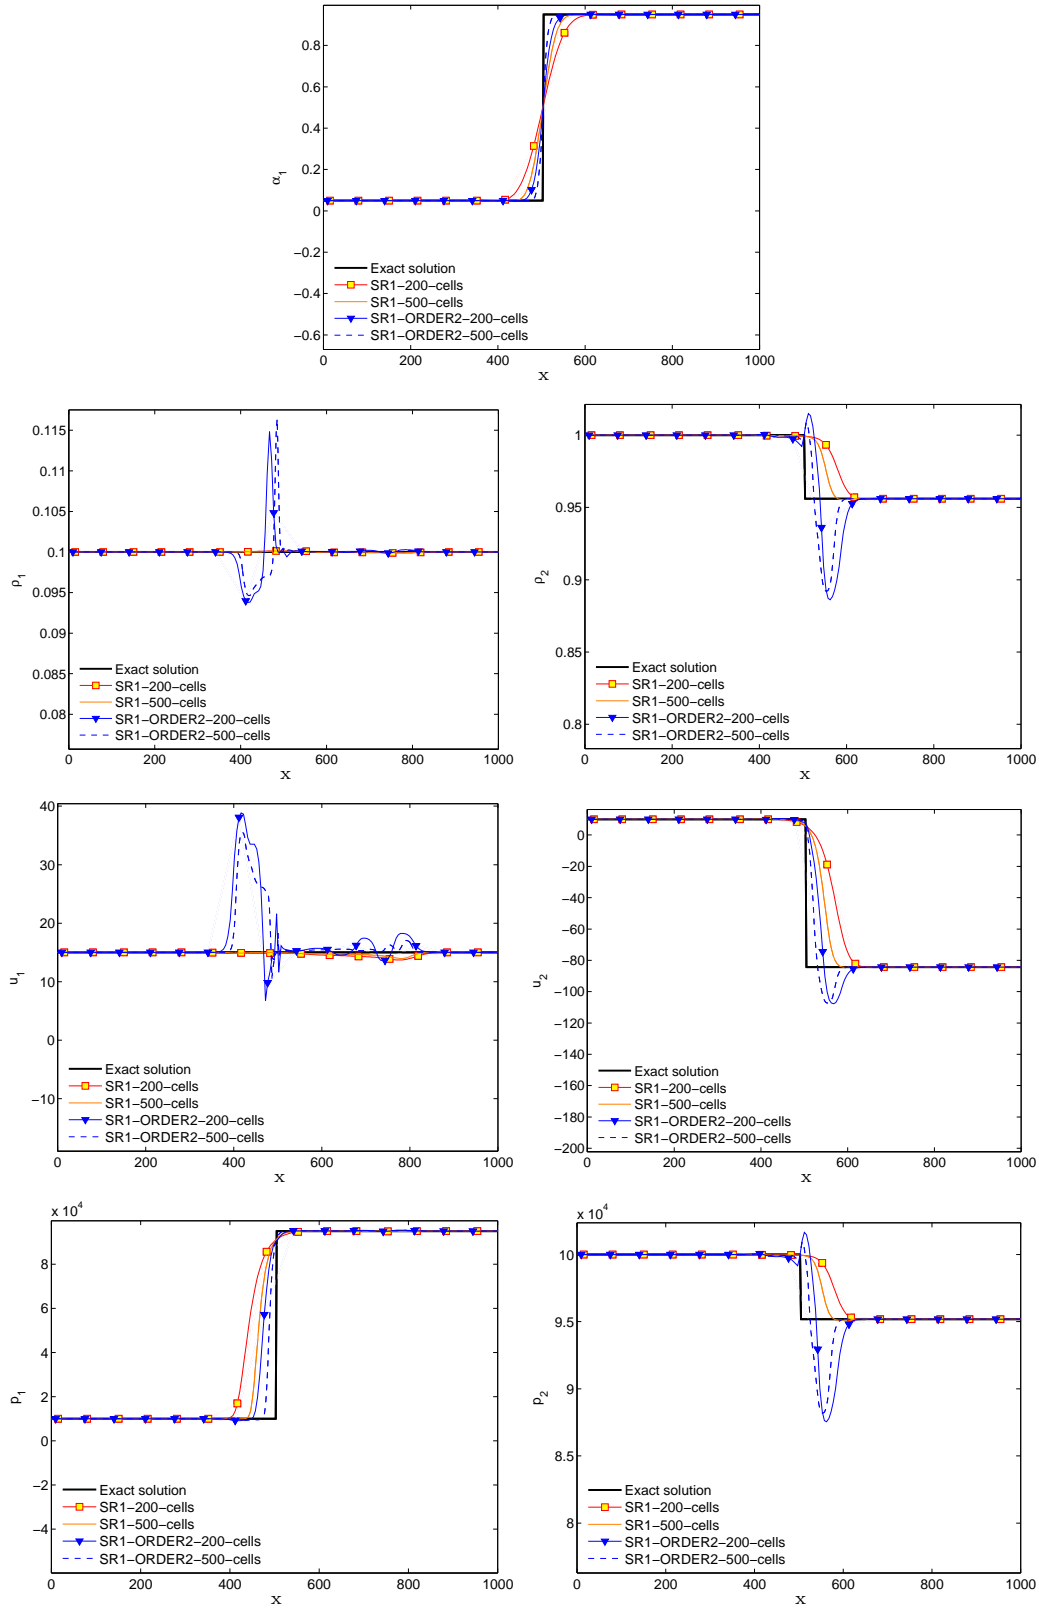 0.8
0.6
0.4
0.2
0
−0.2
−0.4
−0.6
α1
0 200 400 600 800 1000
x
Exact solution
SR1−200−cells
SR1−500−cells
SR1−ORDER2−200−cells
SR1−ORDER2−500−cells
0.115
0.11
0.105
0.1
0.095
0.09
0.085
0.08
ρ1
0 200 400 600 800 1000
x
Exact solution
SR1−200−cells
SR1−500−cells
SR1−ORDER2−200−cells
SR1−ORDER2−500−cells
1
0.95
0.9
0.85
0.8
ρ2
0 200 400 600 800 1000
x
Exact solution
SR1−200−cells
SR1−500−cells
SR1−ORDER2−200−cells
SR1−ORDER2−500−cells
40
30
20
10
0
−10
u1
0 200 400 600 800 1000
x
Exact solution
SR1−200−cells
SR1−500−cells
SR1−ORDER2−200−cells
SR1−ORDER2−500−cells
0
−20
−40
−60
−80
−100
−120
−140
−160
−180
−200
u2
0 200 400 600 800 1000
x
Exact solution
SR1−200−cells
SR1−500−cells
SR1−ORDER2−200−cells
SR1−ORDER2−500−cells
x 10^4
8
6
4
2
0
−2
−4
p1
0 200 400 600 800 1000
x
Exact solution
SR1−200−cells
SR1−500−cells
SR1−ORDER2−200−cells
SR1−ORDER2−500−cells
x 10^4
10
9.5
9
8.5
8
p2
0 200 400 600 800 1000
x
Exact solution
SR1−200−cells
SR1−500−cells
SR1−ORDER2−200−cells
SR1−ORDER2−500−cells